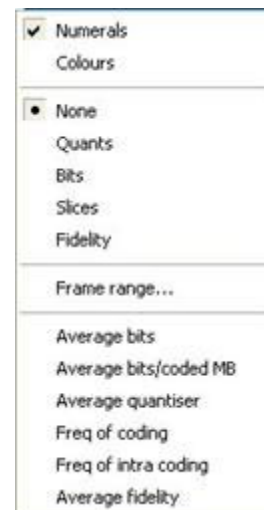 Numerals
Colours
None
Quants
Bits
Slices
Fidelity
Frame range...
Average bits
Average bits/coded MB
Average quantiser
Freq of coding
Freq of intra coding
Average fidelity